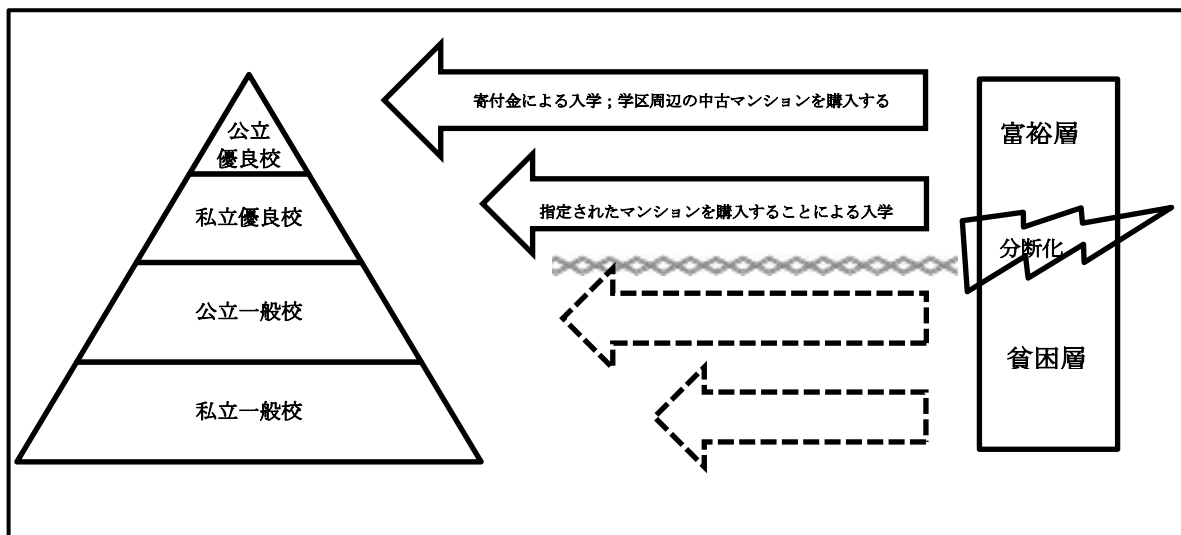 公立
優良校
私立優良校
公立一般校
私立一般校
寄付金による入学；学区周辺の中古マンションを購入する
指定されたマンションを購入することによる入学
富裕層
分断化
貧困層